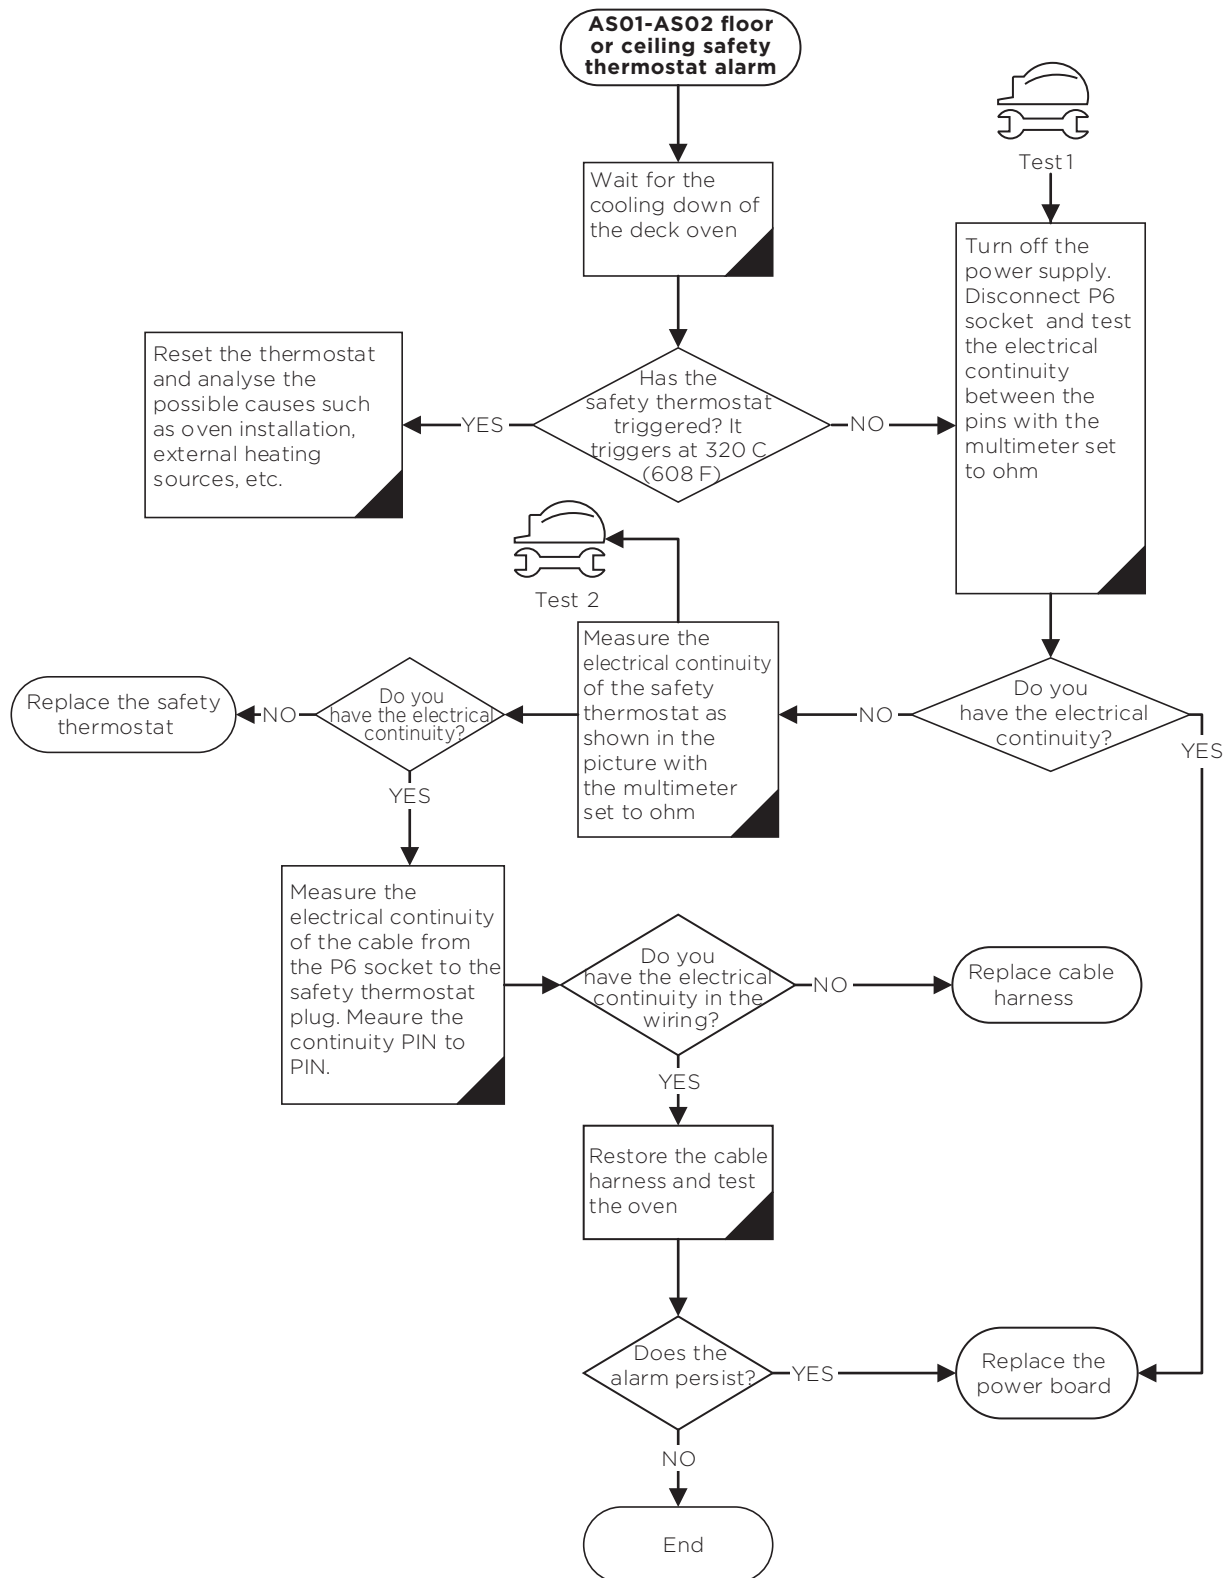 AS01-AS02 floor
or ceiling safety
thermostat alarm
Test 1
Wait for the
cooling down of
the deck oven
Turn off the
power supply.
Disconnect P6
socket and test
the electrical
continuity
between the
pins with the
multimeter set
to ohm
Reset the thermostat
and analyse the
possible causes such
as oven installation,
external heating
sources, etc.
YES
Has the
safety thermostat
triggered? It
triggers at 320 C
(608 F)
NO
Test 2
Measure the
electrical continuity
of the safety
thermostat as
shown in the
picture with
the multimeter
set to ohm
Replace the safety
thermostat
NO
Do you
have the electrical
continuity?
NO
Do you
have the electrical
continuity?
YES
YES
Measure the
electrical continuity
of the cable from
the P6 socket to the
safety thermostat
plug. Meaure the
continuity PIN to
PIN.
Do you
have the electrical
continuity in the
wiring?
NO
Replace cable
harness
YES
Restore the cable
harness and test
the oven
Does the
alarm persist?
YES
Replace the
power board
NO
End